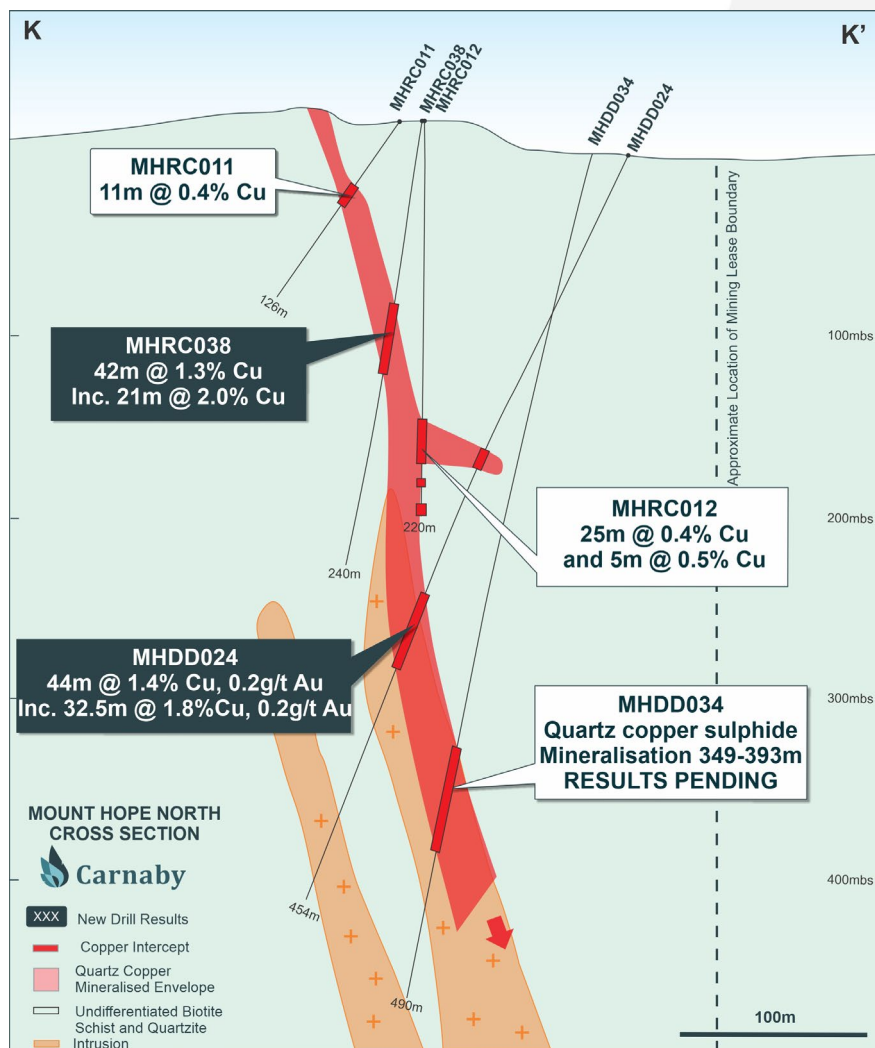 K
K'
MHRC011
MHRC038
MHRC012
MHDD034
MHDD024
MHRC011
11m @ 0.4% Cu
126m
Approximate Location of Mining Lease Boundary
100mbs
MHRC038
42m @ 1.3% Cu
Inc. 21m @ 2.0% Cu
MHRC012
25m @ 0.4% Cu
and 5m @ 0.5% Cu
200mbs
220m
240m
MHDD024
44m @ 1.4% Cu, 0.2g/t Au
Inc. 32.5m @ 1.8%Cu, 0.2g/t Au
300mbs
MHDD034
Quartz copper sulphide
Mineralisation 349-393m
RESULTS PENDING
400mbs
454m
490m
MOUNT HOPE NORTH
CROSS SECTION
Carnaby
XXX New Drill Results
Copper Intercept
Quartz Copper
Mineralised Envelope
Undifferentiated Biotite
Schist and Quartzite
Intrusion
100m